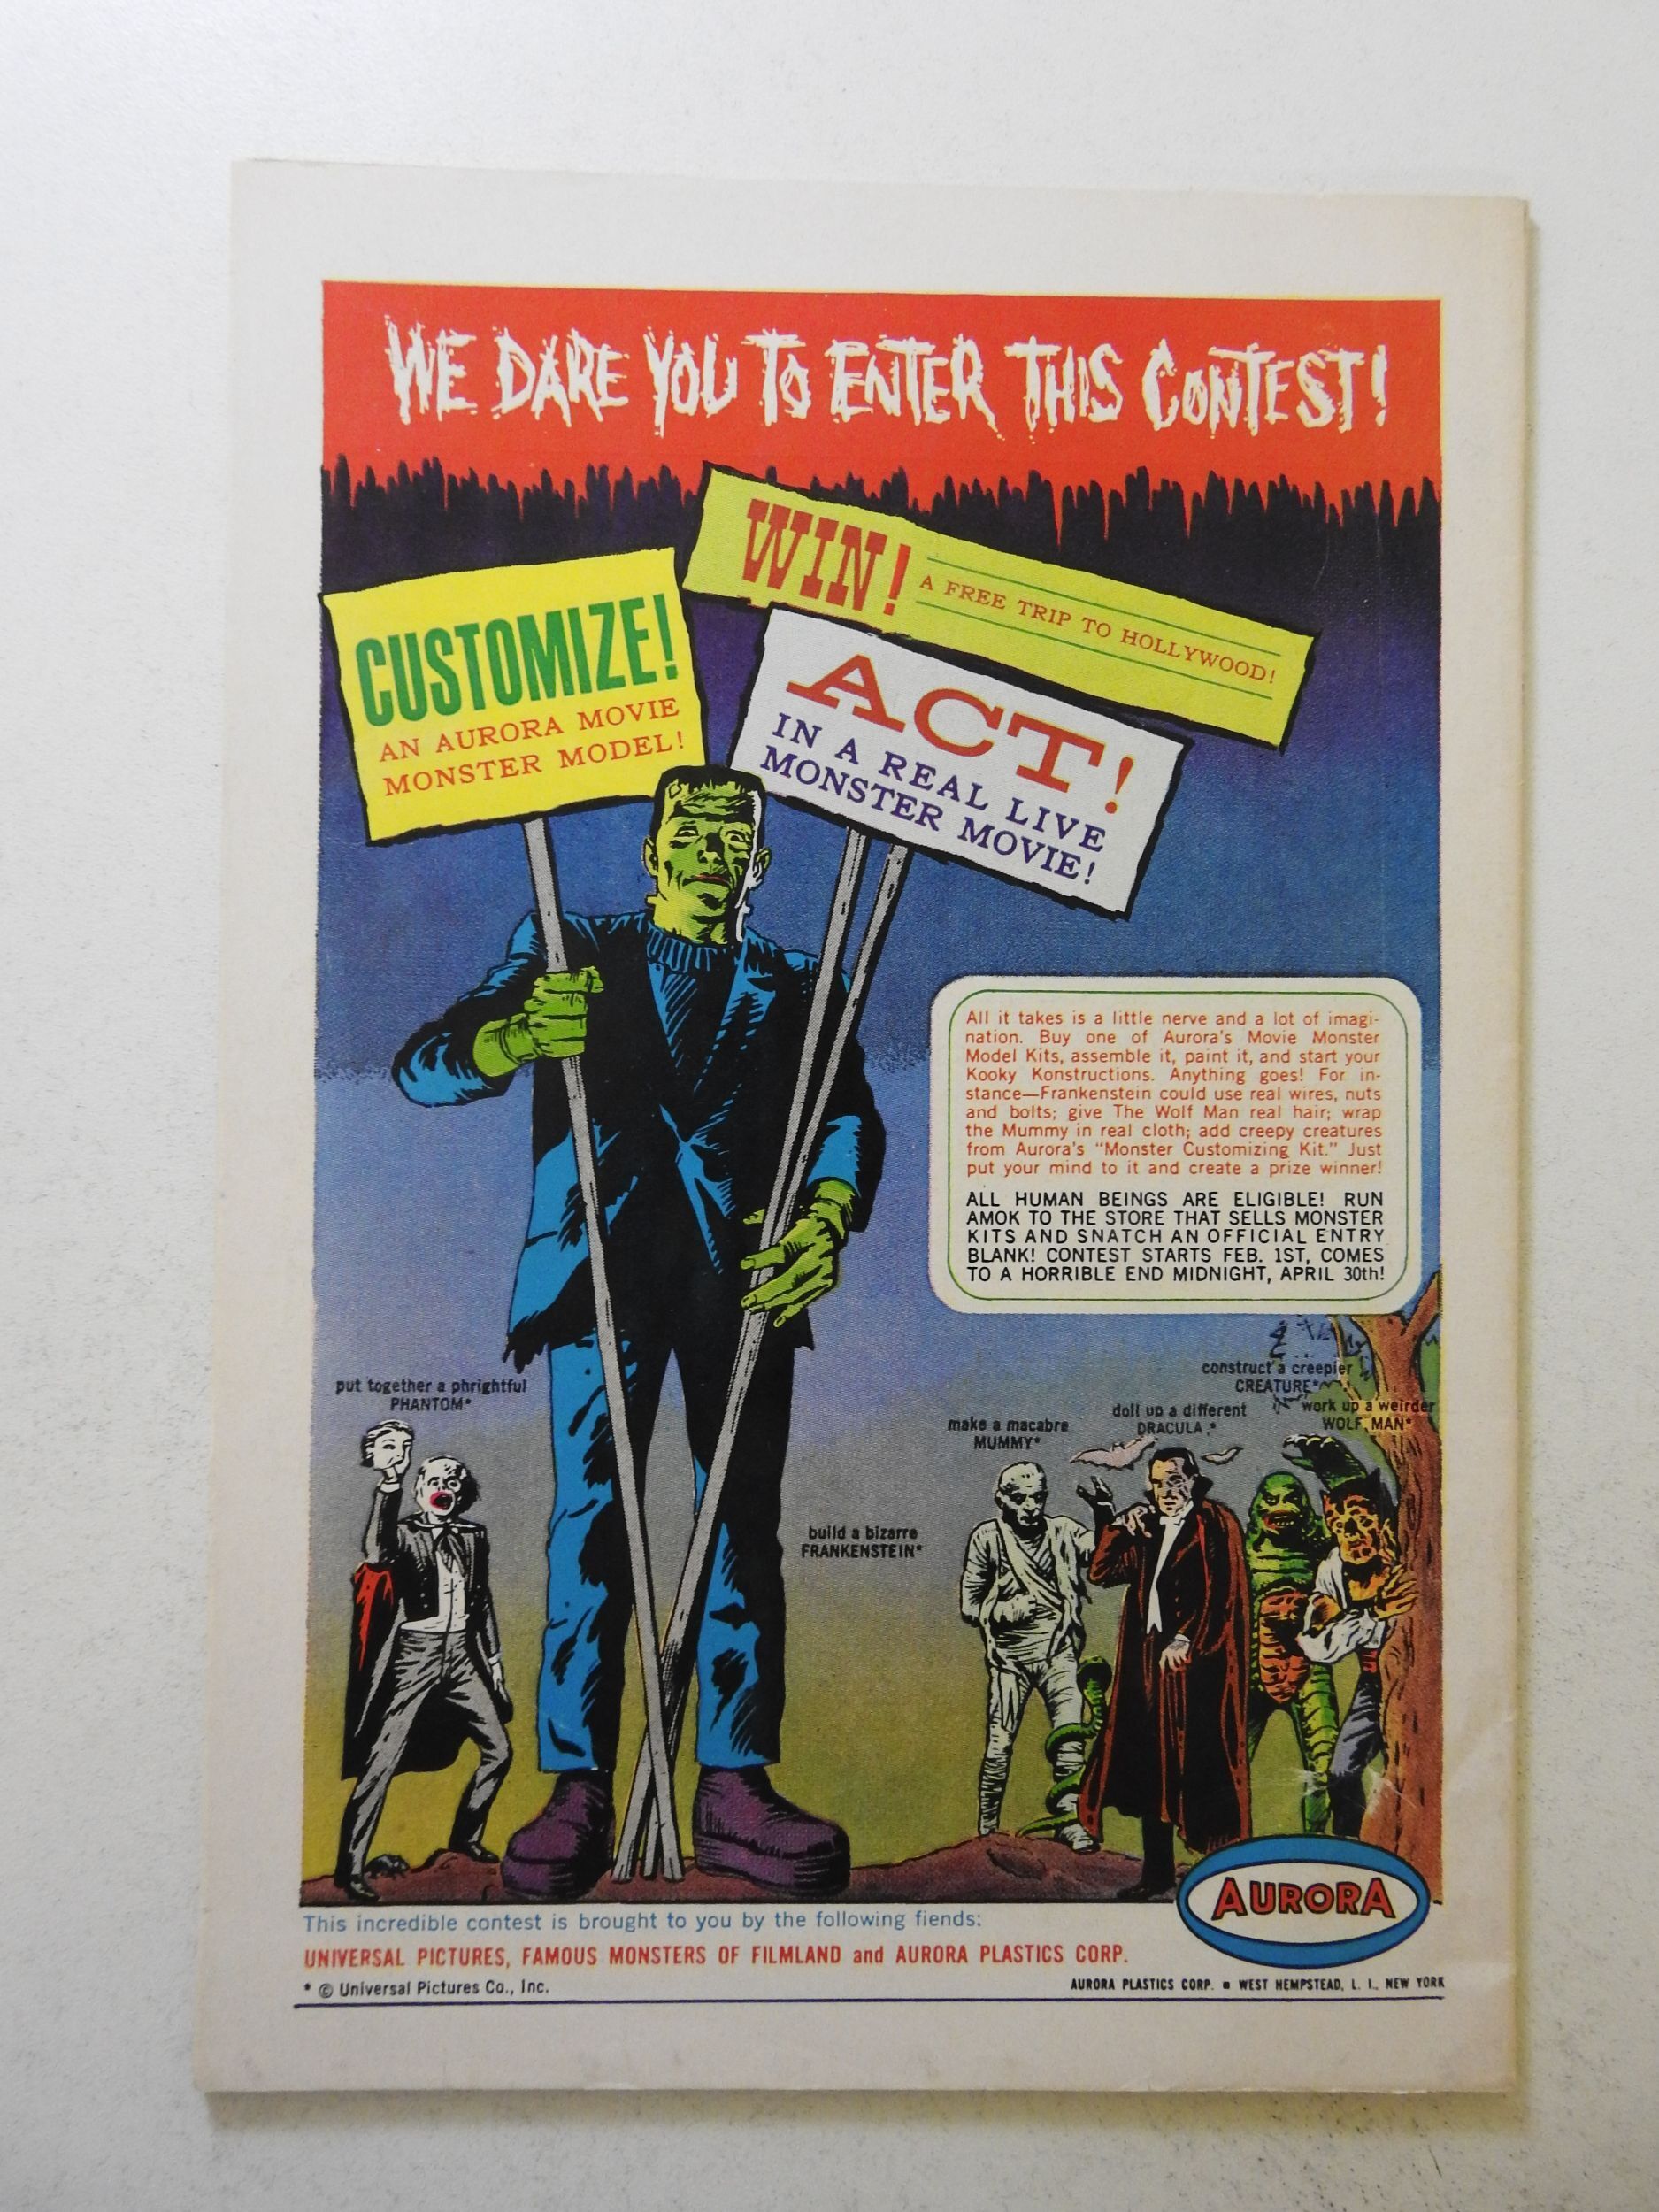 WE DARE YOU TO ENTER THIS CONTEST!
WIN! A FREE TRIP TO HOLLYWOOD!
CUSTOMIZE!
AN AURORA MOVIE
MONSTER MODEL!
ACT!
IN A REAL LIVE
MONSTER MOVIE!
All it takes is a little nerve and a lot of imagi-
nation. Buy one of Aurora's Movie Monster
Model Kits, assemble it, paint it, and start your
Kooky Konstructions. Anything goes! For in-
stance—Frankenstein could use real wires, nuts
and bolts; give The Wolf Man real hair; wrap
the Mummy in real cloth; add creepy creatures
from Aurora's "Monster Customizing Kit." Just
put your mind to it and create a prize winner!
ALL HUMAN BEINGS ARE ELIGIBLE! RUN
AMOK TO THE STORE THAT SELLS MONSTER
KITS AND SNATCH AN OFFICIAL ENTRY
BLANK! CONTEST STARTS FEB. 1ST, COMES
TO A HORRIBLE END MIDNIGHT, APRIL 30th!
put together a phrightful
PHANTOM*
build a bizarre
FRANKENSTEIN*
make a macabre
MUMMY*
doll up a different
DRACULA*
construct a creepier
CREATURE*
work up a weirder
WOLF MAN*
AURORA
This incredible contest is brought to you by the following fiends:
UNIVERSAL PICTURES, FAMOUS MONSTERS OF FILMLAND and AURORA PLASTICS CORP.
* © Universal Pictures Co., Inc.
AURORA PLASTICS CORP. ■ WEST HEMPSTEAD, L. I., NEW YORK